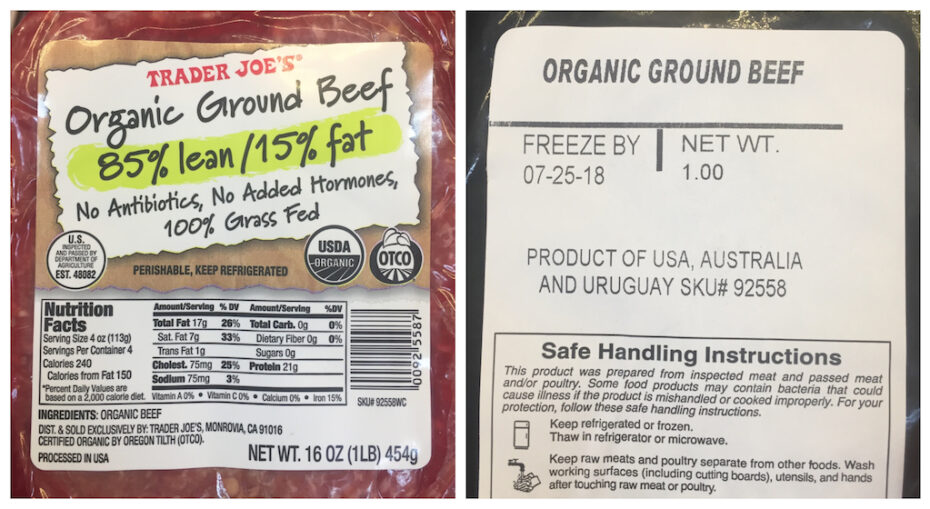 TRADER JOE'S®
Organic Ground Beef
85% lean/15% fat
No Antibiotics, No Added Hormones,
100% Grass Fed
U.S.
INSPECTED
AND PASSED BY
DEPARTMENT OF
AGRICULTURE
EST. 48082
PERISHABLE, KEEP REFRIGERATED
USDA
ORGANIC
OTCO
Nutrition
Facts
Serving Size 4 oz (113g)
Servings Per Container 4
Calories 240
Calories from Fat 150
*Percent Daily Values are
based on a 2,000 calorie diet.
Amount/Serving % DV Amount/Serving %DV
Total Fat 17g 26% Total Carb. 0g 0%
Sat. Fat 7g 33% Dietary Fiber 0g 0%
Trans Fat 1g Sugars 0g
Cholest. 75mg 25% Protein 21g
Sodium 75mg 3%
Vitamin A 0% • Vitamin C 0% • Calcium 0% • Iron 15%
0092 5587
SKU# 92558WC
INGREDIENTS: ORGANIC BEEF
DIST. & SOLD EXCLUSIVELY BY: TRADER JOE'S, MONROVIA, CA 91016
CERTIFIED ORGANIC BY OREGON TILTH (OTCO).
PROCESSED IN USA
NET WT. 16 OZ (1LB) 454g
ORGANIC GROUND BEEF
FREEZE BY NET WT.
07-25-18 1.00
PRODUCT OF USA, AUSTRALIA
AND URUGUAY SKU# 92558
Safe Handling Instructions
This product was prepared from inspected meat and passed meat
and/or poultry. Some food products may contain bacteria that could
cause illness if the product is mishandled or cooked improperly. For your
protection, follow these safe handling instructions.
Keep refrigerated or frozen.
Thaw in refrigerator or microwave.
Keep raw meats and poultry separate from other foods. Wash
working surfaces (including cutting boards), utensils, and hands
after touching raw meat or poultry.